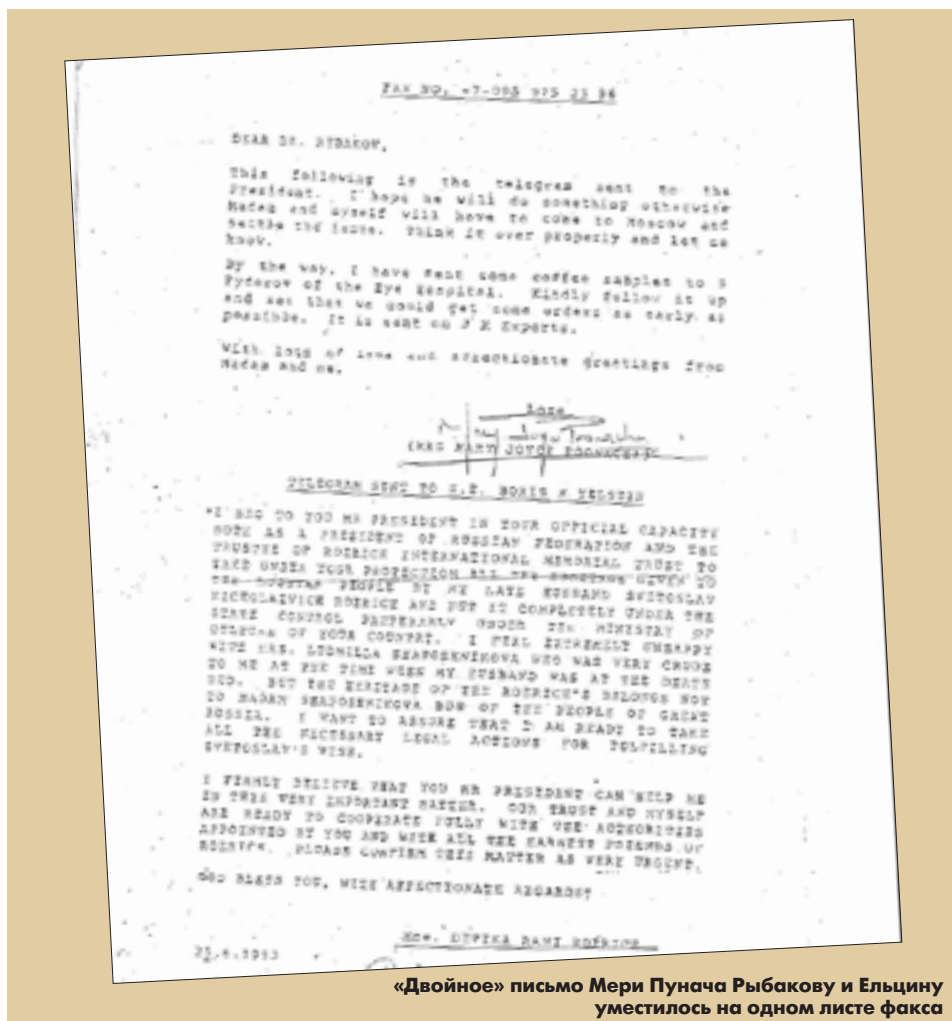 FAX NO. +7-095 975 23 96
DEAR DR. RYBAKOV,
This following is the telegram sent to the
President. I hope he will do something otherwise
Madam and myself will have to come to Moscow and
settle the issue. Think it over properly and let me
know.
By the way, I have sent some coffee samples to S
Fyderov of the Eye Hospital. Kindly follow it up
and see that we could get some orders as early as
possible. It is sent on Exports.
With lots of love and affectionate greetings from
Madam and me.
(MRS MARY JOYCE POONACHA)
TELEGRAM SENT TO H.E. BORIS N YELSTIN
"I BEG TO YOU MR PRESIDENT IN YOUR OFFICIAL CAPACITY
BOTH AS A PRESIDENT OF RUSSIAN FEDERATION AND THE
TRUSTEE OF ROERICH INTERNATIONAL MEMORIAL TRUST TO
TAKE UNDER YOUR PROTECTION ALL THE HERITAGE GIVEN TO
THE RUSSIAN PEOPLE BY MY LATE HUSBAND SVETOSLAV
NICKOLAIVICH ROERICH AND PUT IT COMPLETELY UNDER THE
STATE CONTROL PREFERABLY UNDER THE MINISTRY OF
CULTURE OF YOUR COUNTRY. I FEEL EXTREMELY UNHAPPY
WITH MRS. LUDMILLA SHAPOSHNIKOVA WHO WAS VERY CRUDE
TO ME AT THE TIME WHEN MY HUSBAND WAS AT THE DEATH
BED. BUT THE HERITAGE OF THE ROERICH'S BELONGS NOT
TO MADAM SHAPOSHNIKOVA BUT OF THE PEOPLE OF GREAT
RUSSIA. I WANT TO ASSURE THAT I AM READY TO TAKE
ALL THE NECESSARY LEGAL ACTIONS FOR FULFILLING
SVETOSLAV'S WISH.
I FIRMLY BELIEVE THAT YOU MR PRESIDENT CAN HELP ME
IN THIS VERY IMPORTANT MATTER. OUR TRUST AND MYSELF
ARE READY TO COOPERATE FULLY WITH THE AUTHORITIES
APPOINTED BY YOU AND WITH ALL THE EARNEST FRIENDS OF
ROERICH. PLEASE CONFIRM THIS MATTER AS VERY URGENT.
GOD BLESS YOU, WITH AFFECTIONATE REGARDS"
DEVIKA RANI ROERICH
«Двойное» письмо Мери Пунача Рыбакову и Ельцину
уместилось на одном листе факса